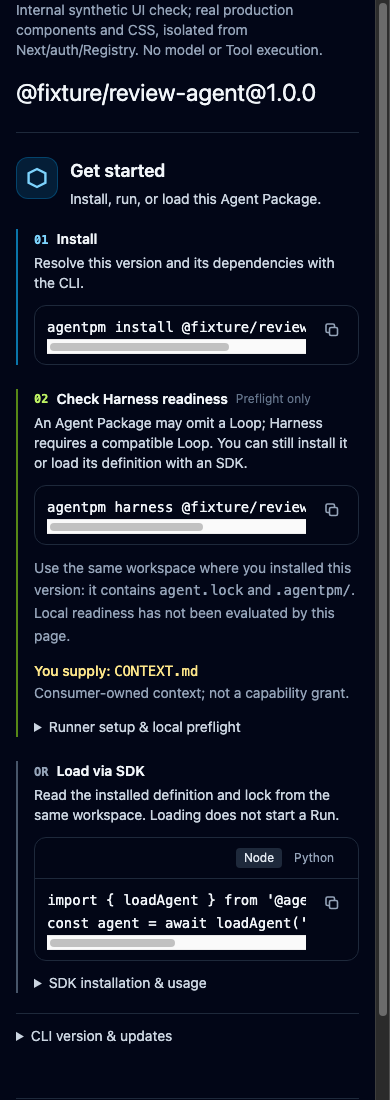 Internal synthetic UI check; real production
components and CSS, isolated from
Next/auth/Registry. No model or Tool execution.
@fixture/review-agent@1.0.0
Get started
Install, run, or load this Agent Package.
01 Install
Resolve this version and its dependencies with
the CLI.
agentpm install @fixture/review
02 Check Harness readiness Preflight only
An Agent Package may omit a Loop; Harness
requires a compatible Loop. You can still install it
or load its definition with an SDK.
agentpm harness @fixture/review
Use the same workspace where you installed this
version: it contains agent.lock and .agentpm/.
Local readiness has not been evaluated by this
page.
You supply: CONTEXT.md
Consumer-owned context; not a capability grant.
Runner setup & local preflight
OR Load via SDK
Read the installed definition and lock from the
same workspace. Loading does not start a Run.
Node Python
import { loadAgent } from '@age
const agent = await loadAgent('
SDK installation & usage
CLI version & updates